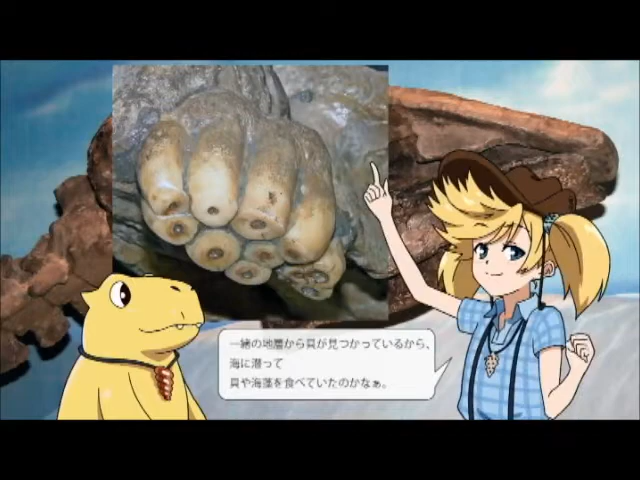 一緒の地層から貝が見つかっているから、
海に潜って
貝や海藻を食べていたのかなぁ。